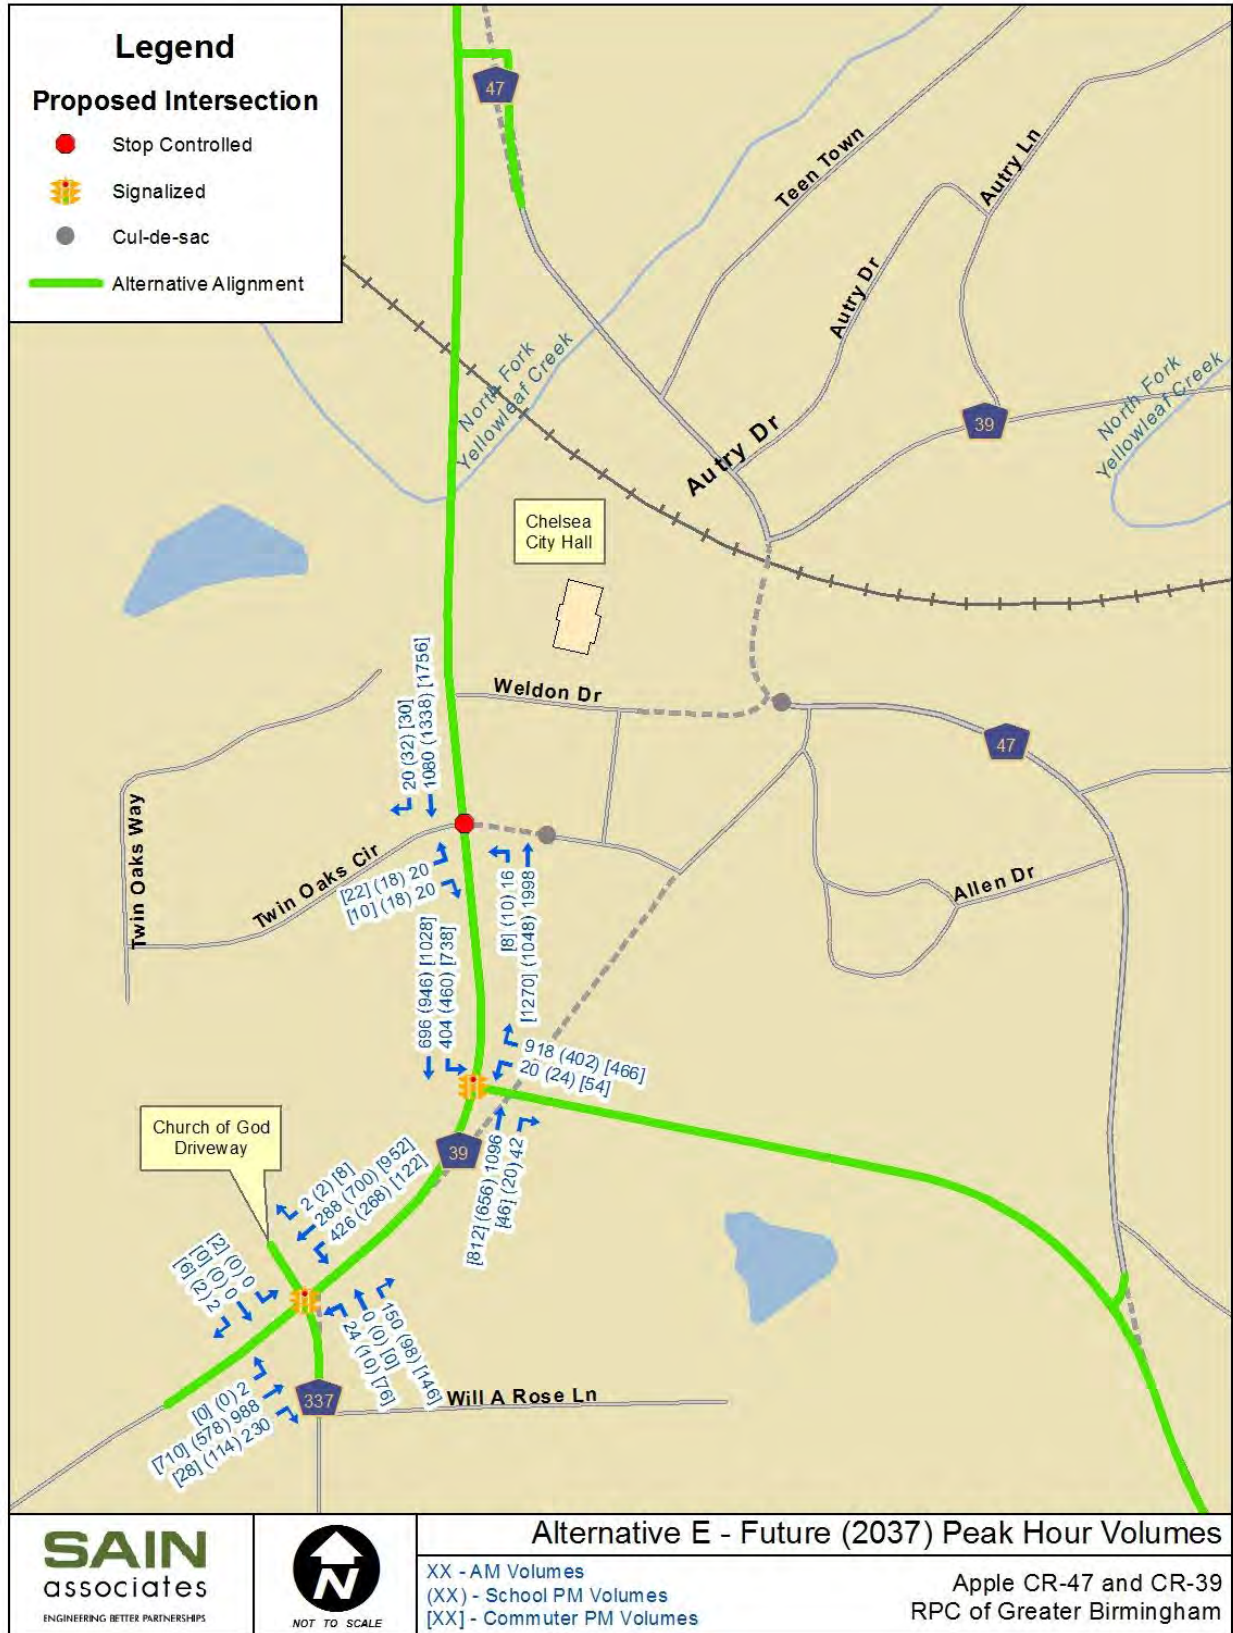 Legend
Proposed Intersection
Stop Controlled
Signalized
Cul-de-sac
Alternative Alignment
47
Teen Town
Autry Ln
Autry Dr
North Fork
Yellowleaf Creek
Autry Dr
39
North Fork
Yellowleaf Creek
Chelsea
City Hall
Weldon Dr
47
20 (32) [30]
1080 (1338) [1756]
Twin Oaks Way
Twin Oaks Cir
[22] (18) 20
[10] (18) 20
[8] (10) 16
[1270] (1048) 1998
Allen Dr
696 (946) [1028]
404 (460) [738]
918 (402) [466]
20 (24) [54]
Church of God
Driveway
39
[812] (656) 1096
[46] (20) 42
2 (2) [8]
288 (700) [952]
426 (268) [122]
[2] (0) 0
[0] (0) 0
[6] (2) 2
150 (98) [146]
0 (0) [0]
24 (10) [76]
[0] (0) 2
[710] (578) 988
[28] (114) 230
337
Will A Rose Ln
SAIN
associates
ENGINEERING BETTER PARTNERSHIPS
N
NOT TO SCALE
Alternative E - Future (2037) Peak Hour Volumes
XX - AM Volumes
(XX) - School PM Volumes
[XX] - Commuter PM Volumes
Apple CR-47 and CR-39
RPC of Greater Birmingham